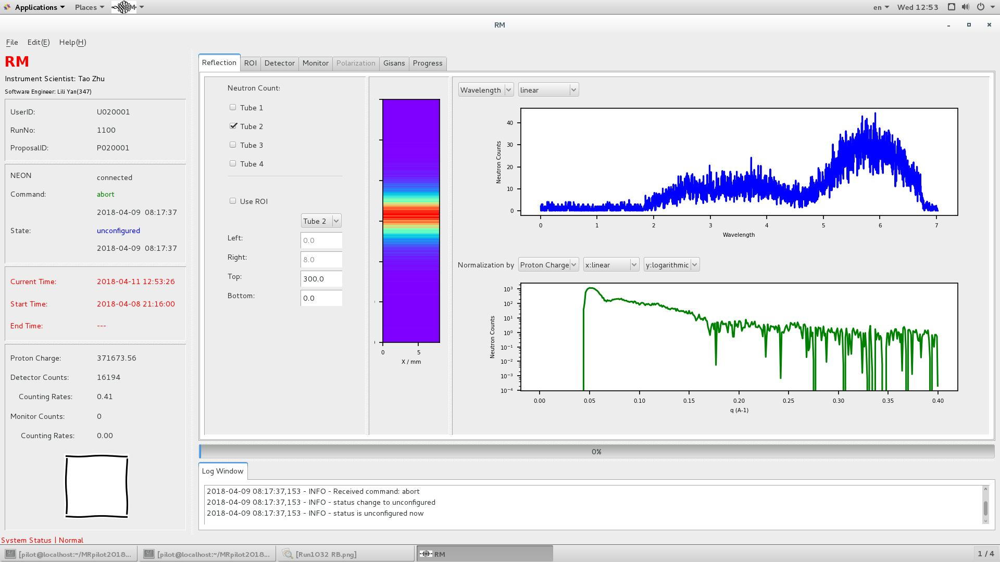 Applications Places RM en Wed 12:53
RM
File Edit(E) Help(H)
RM
Instrument Scientist: Tao Zhu
Software Engineer: Lili Yan(347)
UserID: U020001
RunNo: 1100
ProposalID: P020001
NEON connected
Command: abort
2018-04-09 08:17:37
State: unconfigured
2018-04-09 08:17:37
Current Time: 2018-04-11 12:53:26
Start Time: 2018-04-08 21:16:00
End Time: ---
Proton Charge: 371673.56
Detector Counts: 16194
Counting Rates: 0.41
Monitor Counts: 0
Counting Rates: 0.00
System Status | Normal
Reflection ROI Detector Monitor Polarization Gisans Progress
Neutron Count:
Tube 1
Tube 2
Tube 3
Tube 4
Use ROI
Tube 2
Left: 0.0
Right: 8.0
Top: 300.0
Bottom: 0.0
0 5
X / mm
Wavelength linear
Neutron Counts
40
30
20
10
0
0 1 2 3 4 5 6 7
Wavelength
Normalization by Proton Charge x:linear y:logarithmic
Neutron Counts
10³
10²
10¹
10⁰
10⁻¹
10⁻²
10⁻³
10⁻⁴
0.00 0.05 0.10 0.15 0.20 0.25 0.30 0.35 0.40
q (A-1)
0%
Log Window
2018-04-09 08:17:37,153 - INFO - Received command: abort
2018-04-09 08:17:37,153 - INFO - status change to unconfigured
2018-04-09 08:17:37,153 - INFO - status is unconfigured now
[pilot@localhost:~/MRpilot2018... [pilot@localhost:~/MRpilot2018... [Run1032 RB.png] RM 1 / 4